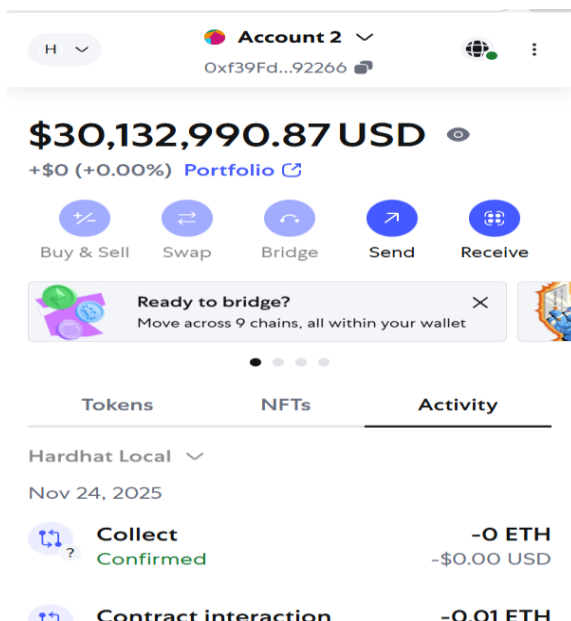 H
Account 2
0xf39Fd...92266
$30,132,990.87 USD
+$0 (+0.00%) Portfolio
Buy & Sell
Swap
Bridge
Send
Receive
Ready to bridge?
Move across 9 chains, all within your wallet
Tokens
NFTs
Activity
Hardhat Local
Nov 24, 2025
Collect
-0 ETH
?
Confirmed
-$0.00 USD
Contract interaction
-0.01 ETH